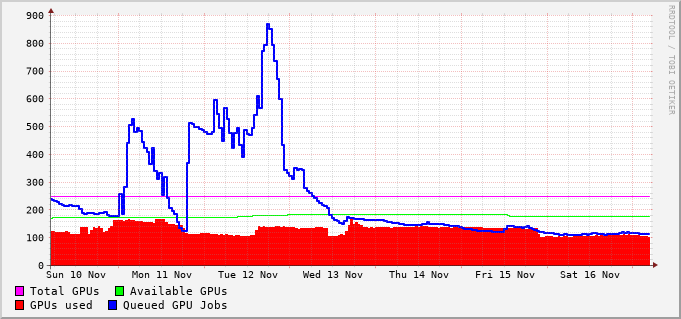 900
800
700
600
500
400
300
200
100
0
Sun 10 Nov Mon 11 Nov Tue 12 Nov Wed 13 Nov Thu 14 Nov Fri 15 Nov Sat 16 Nov
Total GPUs Available GPUs
GPUs used Queued GPU Jobs
RRDTOOL / TOBI OETIKER